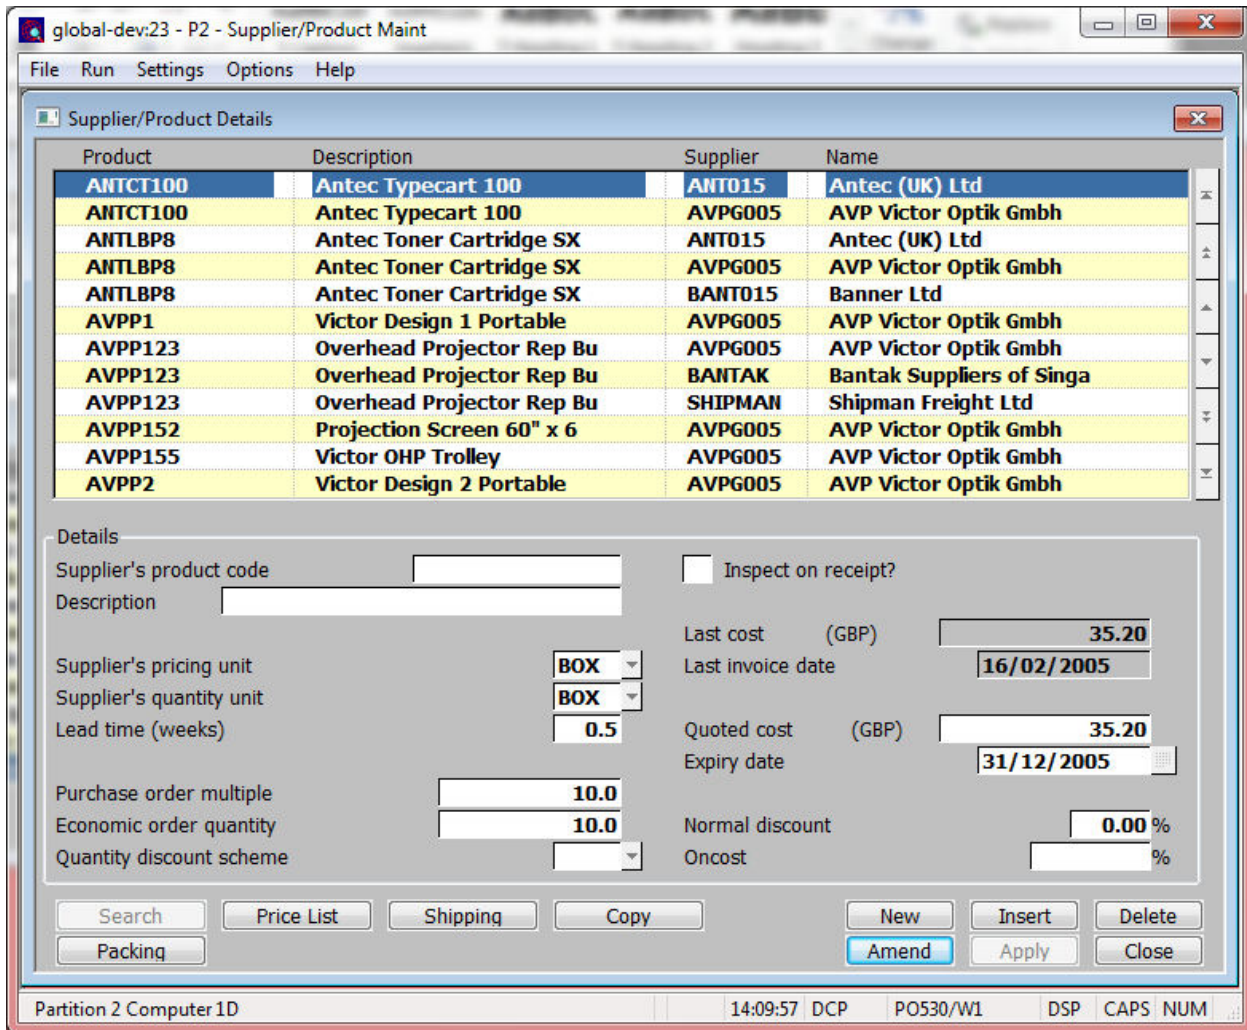 global-dev:23 - P2 - Supplier/Product Maint
File Run Settings Options Help
Supplier/Product Details
Product Description Supplier Name
ANTCT100 Antec Typecart 100 ANT015 Antec (UK) Ltd
ANTCT100 Antec Typecart 100 AVPG005 AVP Victor Optik Gmbh
ANTLBP8 Antec Toner Cartridge SX ANT015 Antec (UK) Ltd
ANTLBP8 Antec Toner Cartridge SX AVPG005 AVP Victor Optik Gmbh
ANTLBP8 Antec Toner Cartridge SX BANT015 Banner Ltd
AVPP1 Victor Design 1 Portable AVPG005 AVP Victor Optik Gmbh
AVPP123 Overhead Projector Rep Bu AVPG005 AVP Victor Optik Gmbh
AVPP123 Overhead Projector Rep Bu BANTAK Bantak Suppliers of Singa
AVPP123 Overhead Projector Rep Bu SHIPMAN Shipman Freight Ltd
AVPP152 Projection Screen 60" x 6 AVPG005 AVP Victor Optik Gmbh
AVPP155 Victor OHP Trolley AVPG005 AVP Victor Optik Gmbh
AVPP2 Victor Design 2 Portable AVPG005 AVP Victor Optik Gmbh
Details
Supplier's product code Inspect on receipt?
Description
Last cost (GBP) 35.20
Supplier's pricing unit BOX Last invoice date 16/02/2005
Supplier's quantity unit BOX
Lead time (weeks) 0.5 Quoted cost (GBP) 35.20
Expiry date 31/12/2005
Purchase order multiple 10.0
Economic order quantity 10.0 Normal discount 0.00 %
Quantity discount scheme Oncost %
Search Price List Shipping Copy New Insert Delete
Packing Amend Apply Close
Partition 2 Computer 1D 14:09:57 DCP PO530/W1 DSP CAPS NUM